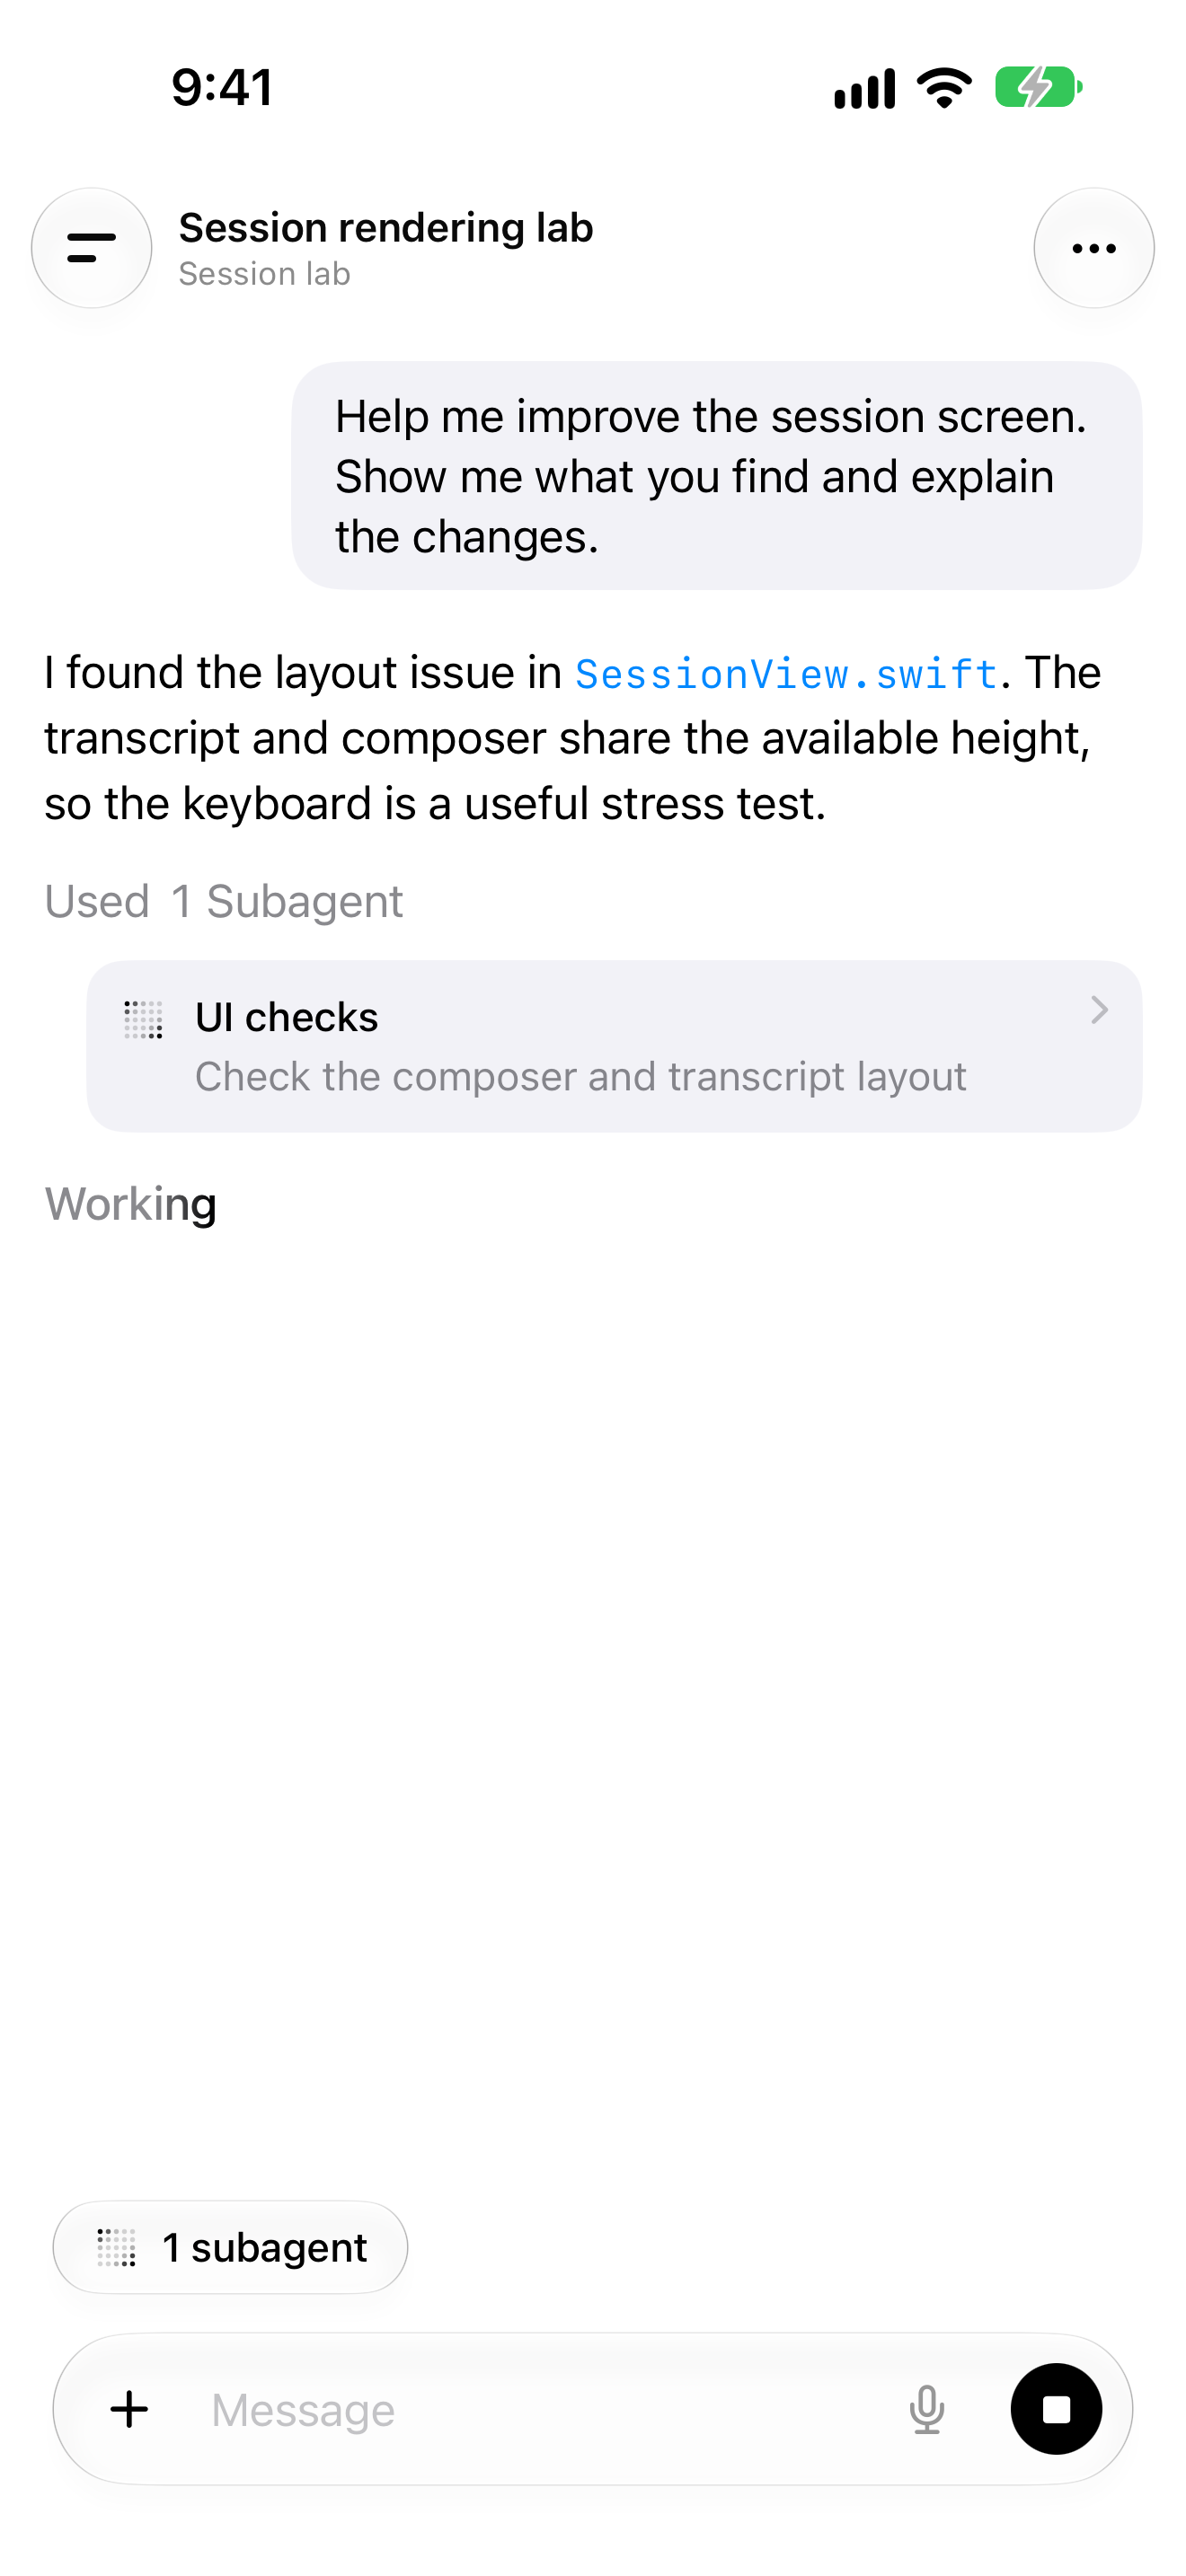 9:41
Session rendering lab
Session lab
Help me improve the session screen.
Show me what you find and explain
the changes.
I found the layout issue in SessionView.swift. The
transcript and composer share the available height,
so the keyboard is a useful stress test.
Used 1 Subagent
UI checks
Check the composer and transcript layout
Working
1 subagent
Message